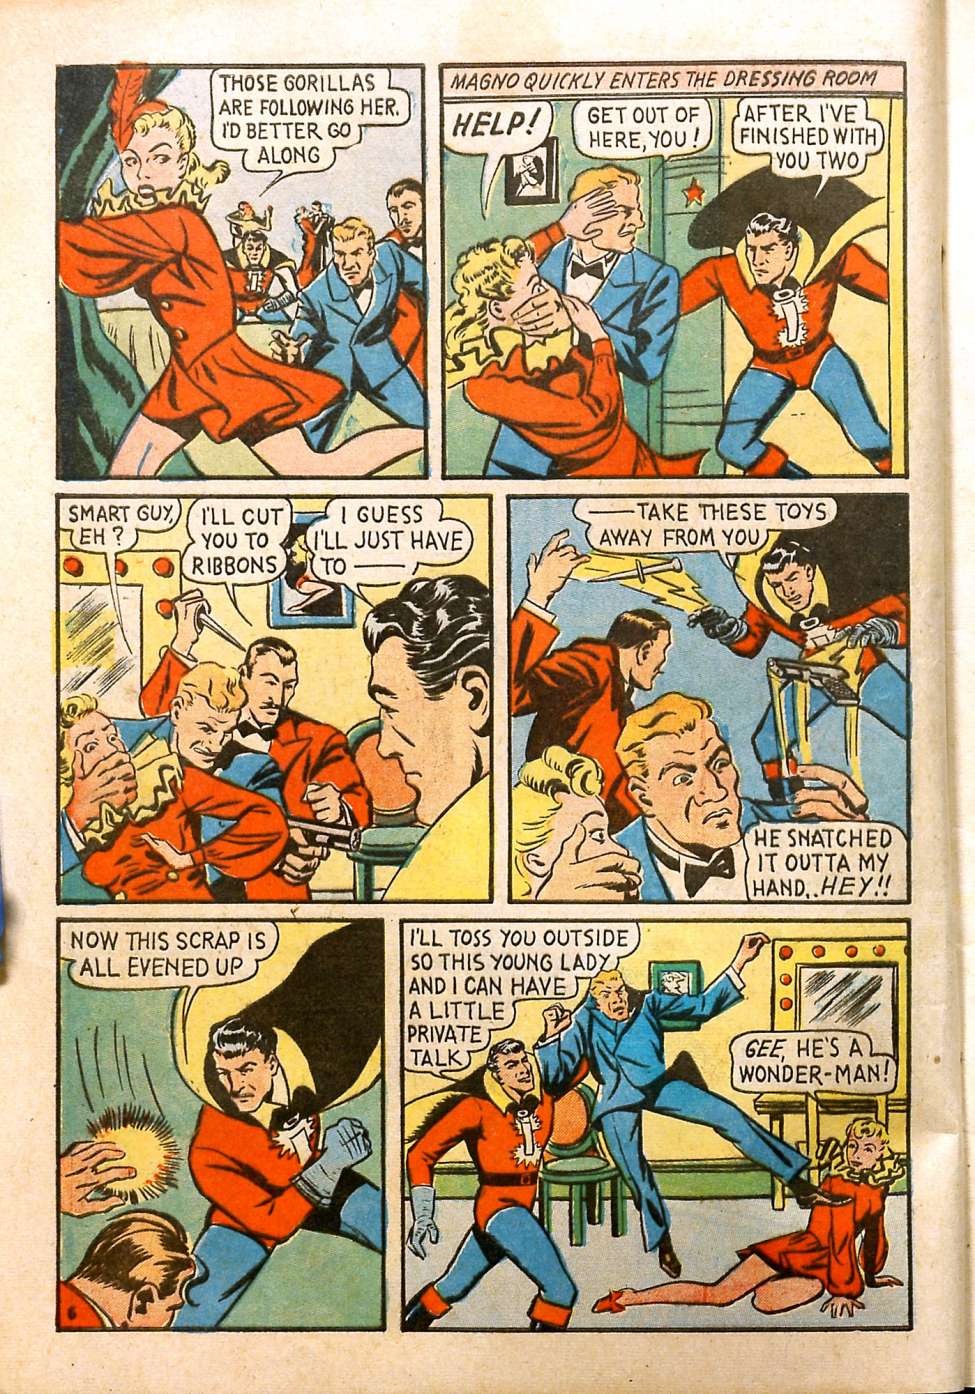 THOSE GORILLAS
ARE FOLLOWING HER.
I'D BETTER GO
ALONG
MAGNO QUICKLY ENTERS THE DRESSING ROOM
HELP!
GET OUT OF
HERE, YOU!
AFTER I'VE
FINISHED WITH
YOU TWO
SMART GUY,
EH?
I'LL CUT
YOU TO
RIBBONS
I GUESS
I'LL JUST HAVE
TO ——
——TAKE THESE TOYS
AWAY FROM YOU
HE SNATCHED
IT OUTTA MY
HAND,.HEY!!
NOW THIS SCRAP IS
ALL EVENED UP
6
I'LL TOSS YOU OUTSIDE
SO THIS YOUNG LADY
AND I CAN HAVE
A LITTLE
PRIVATE
TALK
GEE, HE'S A
WONDER-MAN!